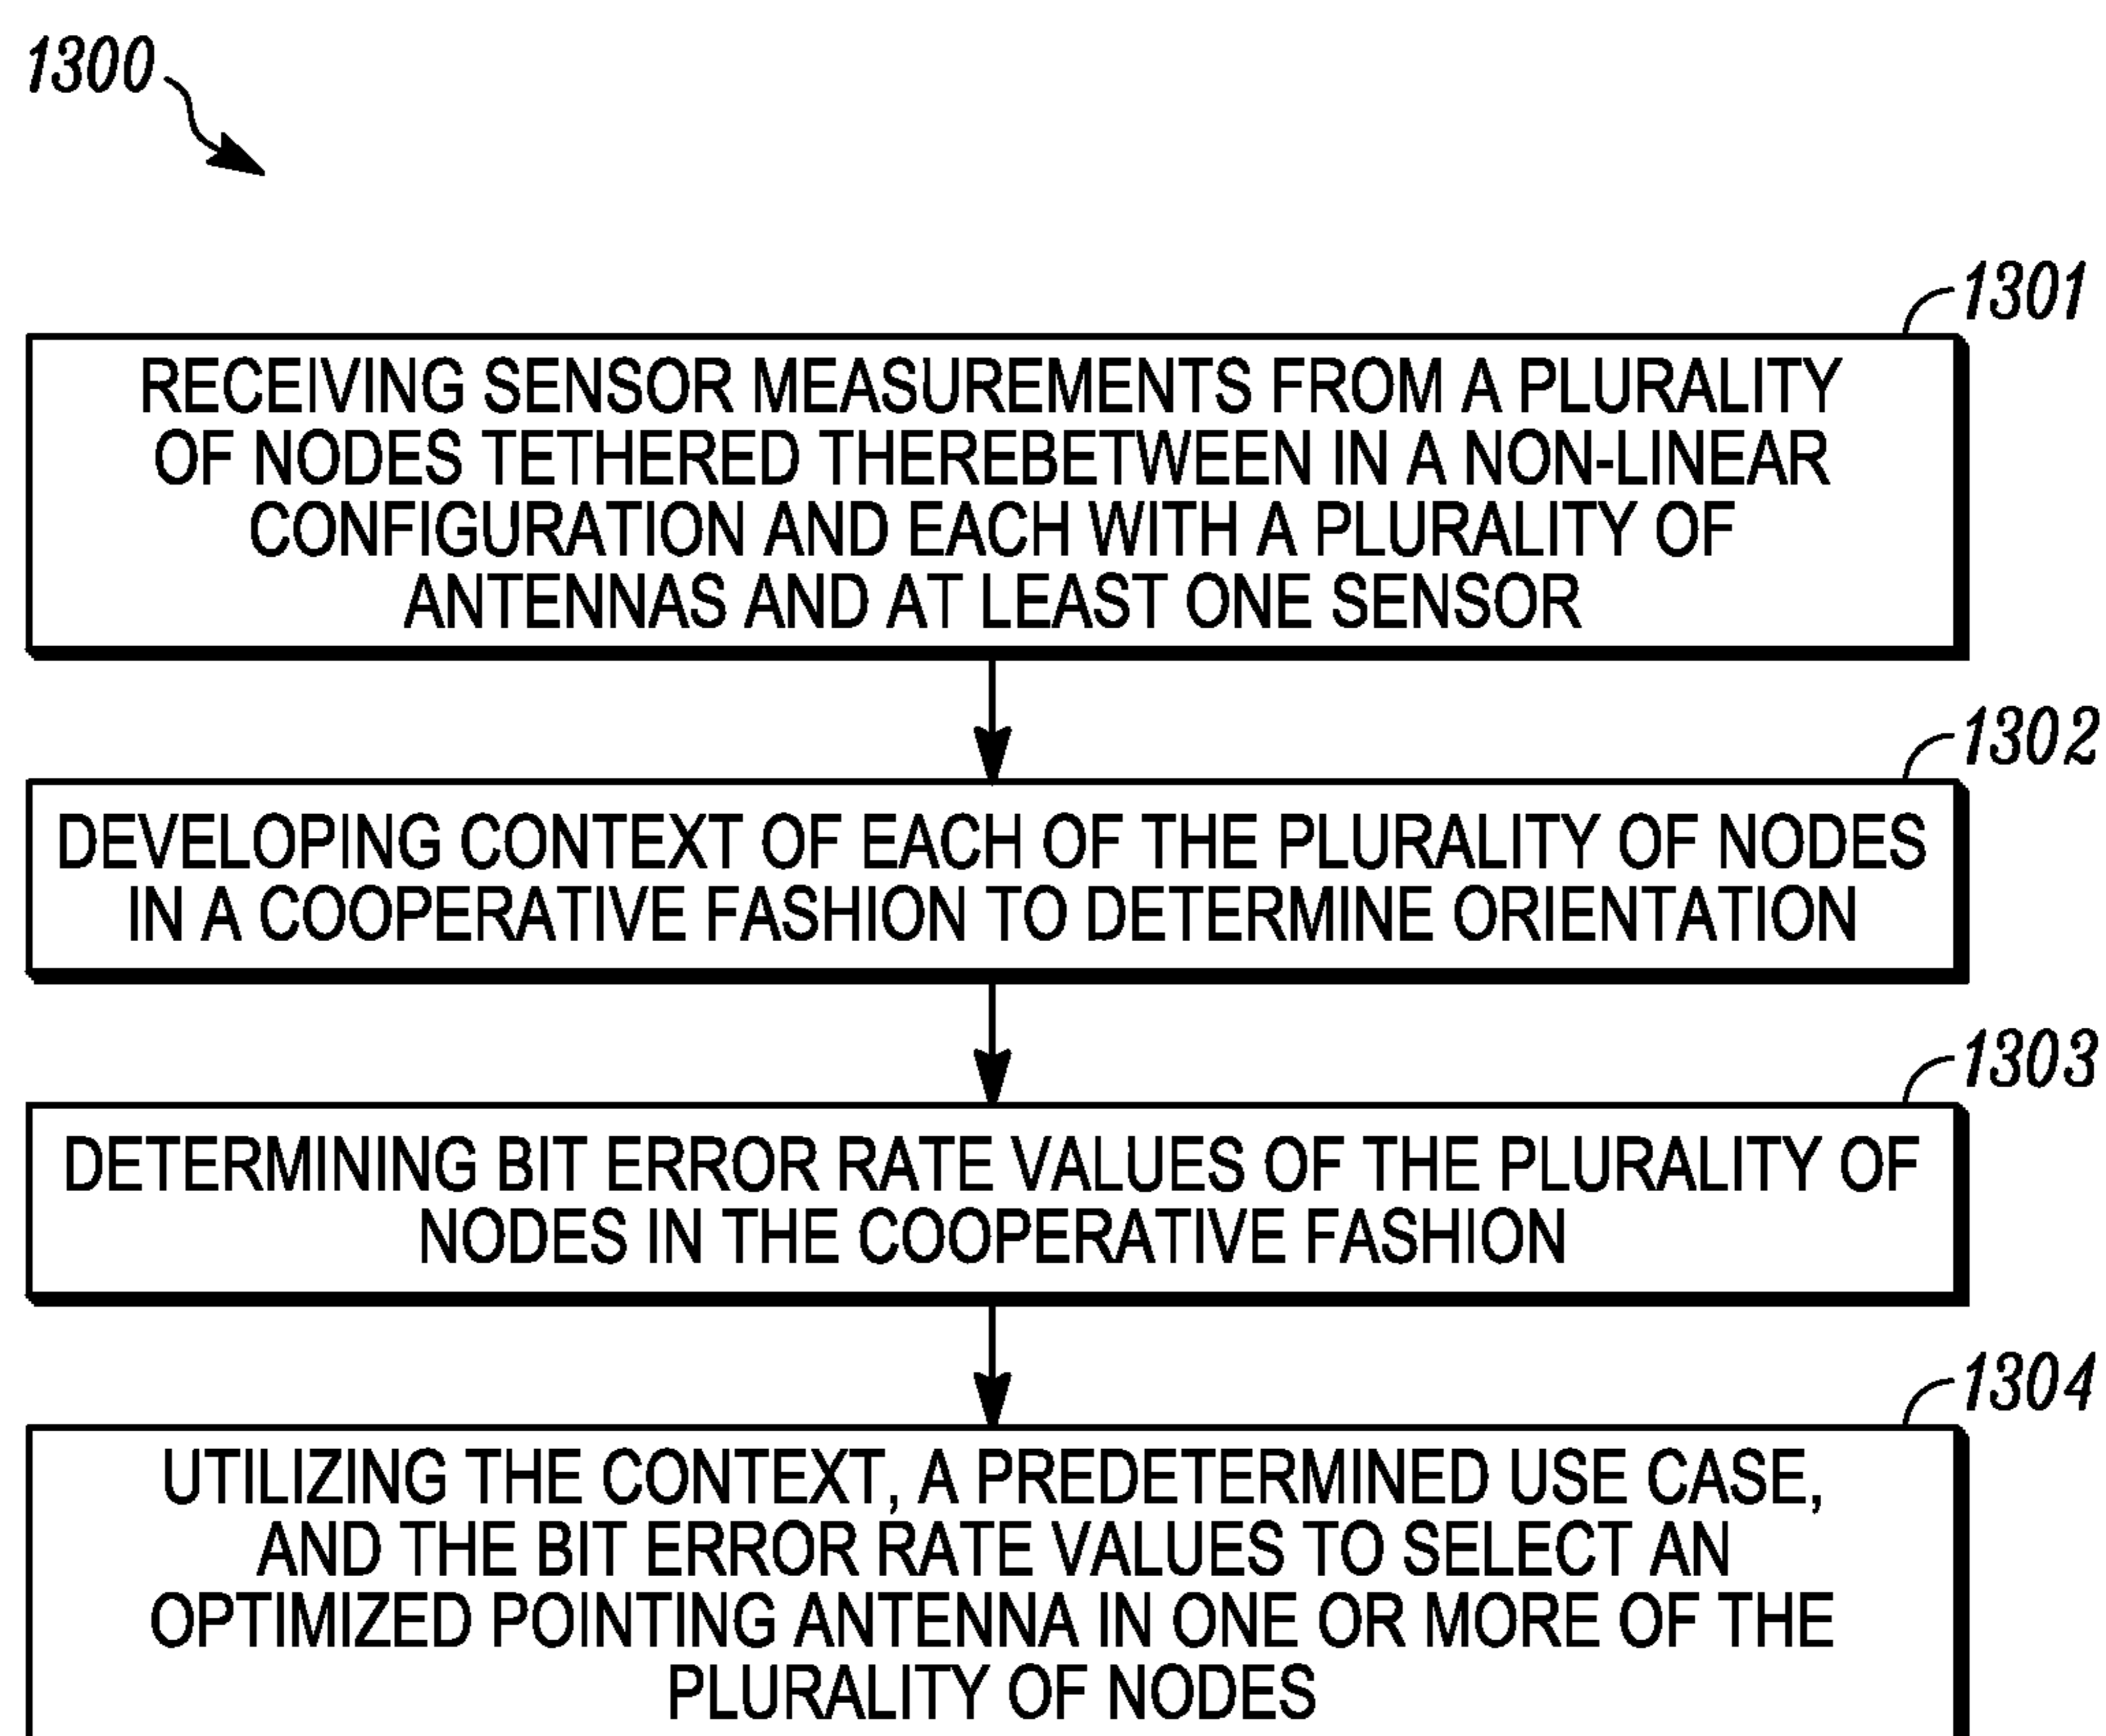 1300
1301
RECEIVING SENSOR MEASUREMENTS FROM A PLURALITY
OF NODES TETHERED THEREBETWEEN IN A NON-LINEAR
CONFIGURATION AND EACH WITH A PLURALITY OF
ANTENNAS AND AT LEAST ONE SENSOR
1302
DEVELOPING CONTEXT OF EACH OF THE PLURALITY OF NODES
IN A COOPERATIVE FASHION TO DETERMINE ORIENTATION
1303
DETERMINING BIT ERROR RATE VALUES OF THE PLURALITY OF
NODES IN THE COOPERATIVE FASHION
1304
UTILIZING THE CONTEXT, A PREDETERMINED USE CASE,
AND THE BIT ERROR RATE VALUES TO SELECT AN
OPTIMIZED POINTING ANTENNA IN ONE OR MORE OF THE
PLURALITY OF NODES